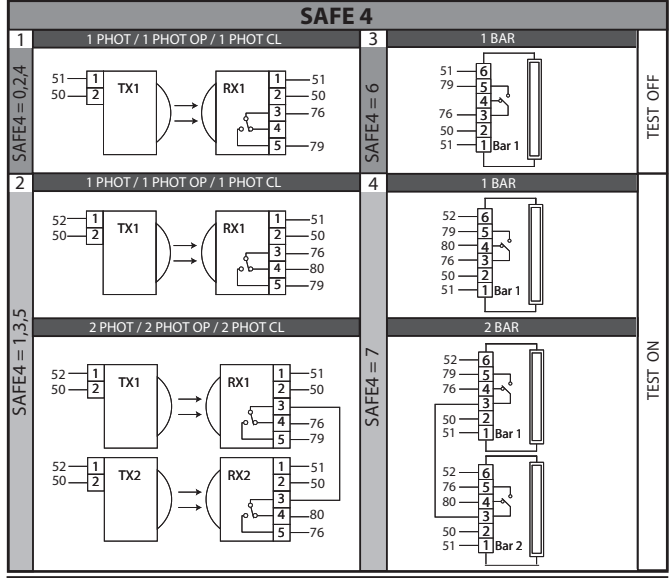 SAFE 4
1 1 PHOT / 1 PHOT OP / 1 PHOT CL
SAFE4 = 0,2,4
51 1 TX1
50 2
RX1 1 51
2 50
3 76
4
5 79
3 1 BAR
SAFE4 = 6
51 6
79 5
4
76 3
50 2
51 1 Bar 1
TEST OFF
2 1 PHOT / 1 PHOT OP / 1 PHOT CL
SAFE4 = 1,3,5
52 1 TX1
50 2
RX1 1 51
2 50
3 76
4 80
5 79
2 PHOT / 2 PHOT OP / 2 PHOT CL
52 1 TX1
50 2
RX1 1 51
2 50
3
4 76
5 79
52 1 TX2
50 2
RX2 1 51
2 50
3
4 80
5 76
4 1 BAR
SAFE4 = 7
52 6
79 5
80 4
76 3
50 2
51 1 Bar 1
2 BAR
52 6
79 5
76 4
3
50 2
51 1 Bar 1
52 6
76 5
80 4
3
50 2
51 1 Bar 2
TEST ON